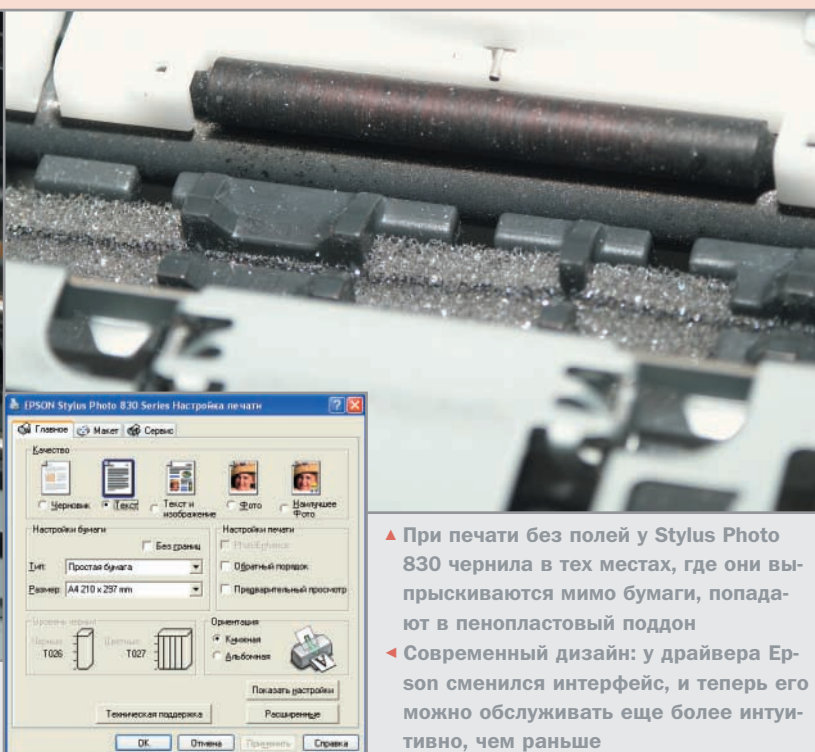 EPSON Stylus Photo 830 Series Настройка печати
Главное Макет Сервис
Качество
Черновик Текст Текст и изображение Фото Наилучшее Фото
Настройки бумаги
Без границ
Тип: Простая бумага
Размер: A4 210 x 297 mm
Настройки печати
PhotoEnhance
Обратный порядок
Предварительный просмотр
Уровень чернил
Черные: Цветные:
T026 T027
Ориентация
Книжная
Альбомная
Показать настройки
Техническая поддержка Расширенные
OK Отмена Применить Справка
▲ При печати без полей у Stylus Photo
830 чернила в тех местах, где они вы-
прыскиваются мимо бумаги, попада-
ют в пенопластовый поддон
◄ Современный дизайн: у драйвера Ep-
son сменился интерфейс, и теперь его
можно обслуживать еще более интуи-
тивно, чем раньше